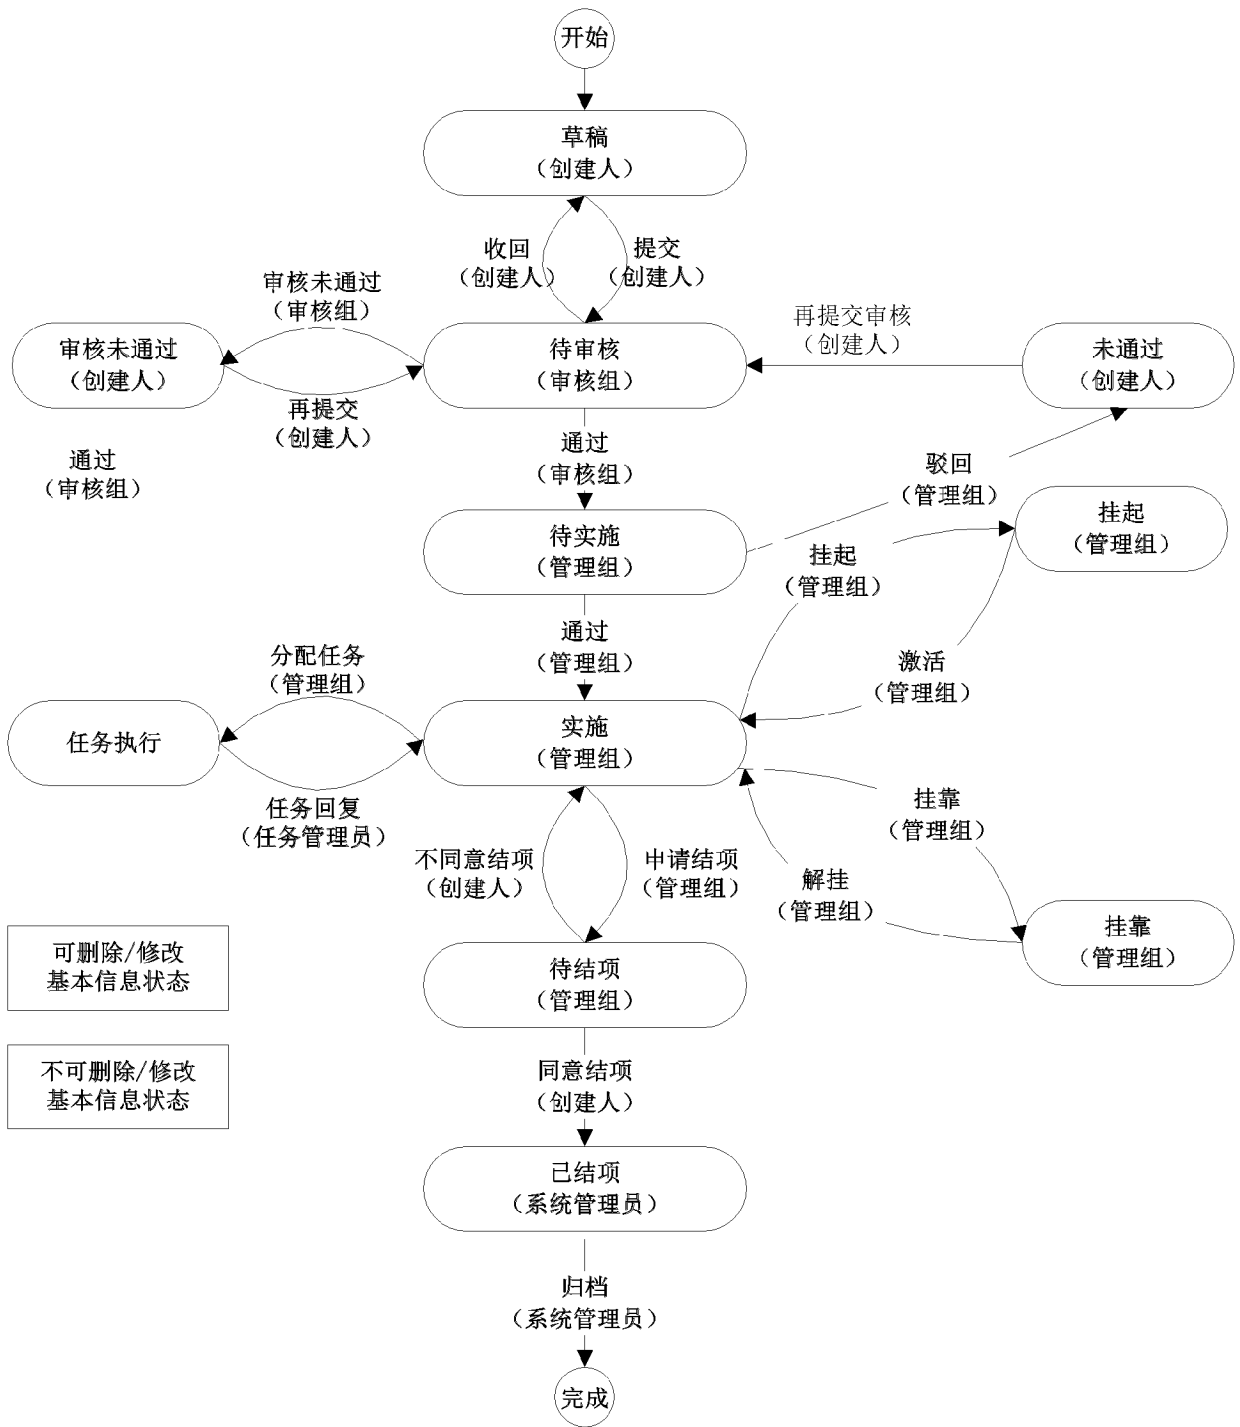 开始
草稿
（创建人）
收回
（创建人）
提交
（创建人）
审核未通过
（审核组）
再提交审核
（创建人）
审核未通过
（创建人）
待审核
（审核组）
未通过
（创建人）
再提交
（创建人）
通过
（审核组）
通过
（审核组）
驳回
（管理组）
待实施
（管理组）
挂起
（管理组）
挂起
（管理组）
通过
（管理组）
分配任务
（管理组）
激活
（管理组）
任务执行
实施
（管理组）
任务回复
（任务管理员）
挂靠
（管理组）
不同意结项
（创建人）
申请结项
（管理组）
解挂
（管理组）
挂靠
（管理组）
可删除/修改
基本信息状态
待结项
（管理组）
不可删除/修改
基本信息状态
同意结项
（创建人）
已结项
（系统管理员）
归档
（系统管理员）
完成